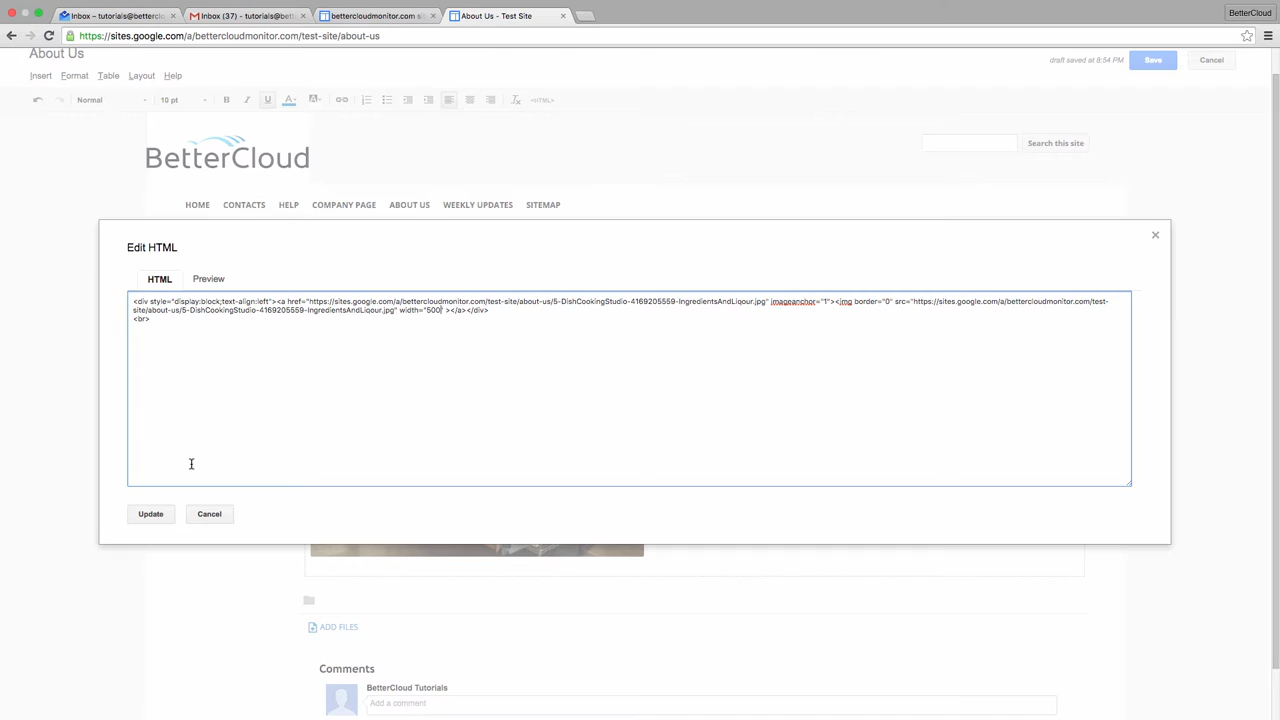 Inbox - tutorials@betterclo
Inbox (37) - tutorials@bett
bettercloudmonitor.com si
About Us - Test Site
BetterCloud
https://sites.google.com/a/bettercloudmonitor.com/test-site/about-us
About Us
draft saved at 8:54 PM
Save
Cancel
Insert
Format
Table
Layout
Help
Normal
10 pt
B
I
U
A
<HTML>
BetterCloud
Search this site
HOME
CONTACTS
HELP
COMPANY PAGE
ABOUT US
WEEKLY UPDATES
SITEMAP
Edit HTML
HTML
Preview
<div style="display:block;text-align:left"><a href="https://sites.google.com/a/bettercloudmonitor.com/test-site/about-us/5-DishCookingStudio-4169205559-IngredientsAndLiqour.jpg" imageanchor="1"><img border="0" src="https://sites.google.com/a/bettercloudmonitor.com/test-
site/about-us/5-DishCookingStudio-4169205559-IngredientsAndLiqour.jpg" width="500" ></a></div>
<br>
Update
Cancel
ADD FILES
Comments
BetterCloud Tutorials
Add a comment